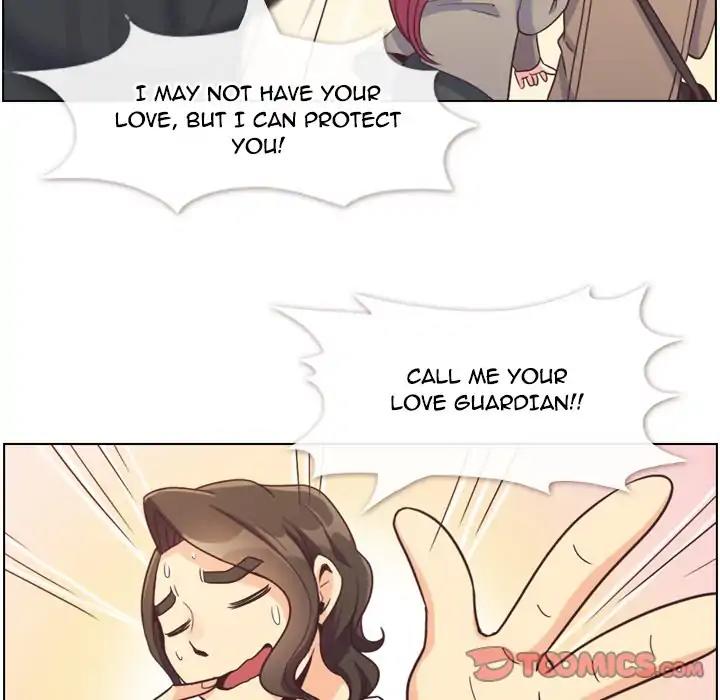 I MAY NOT HAVE YOUR
LOVE, BUT I CAN PROTECT
YOU!
CALL ME YOUR
LOVE GUARDIAN!!
TOOMICS.COM